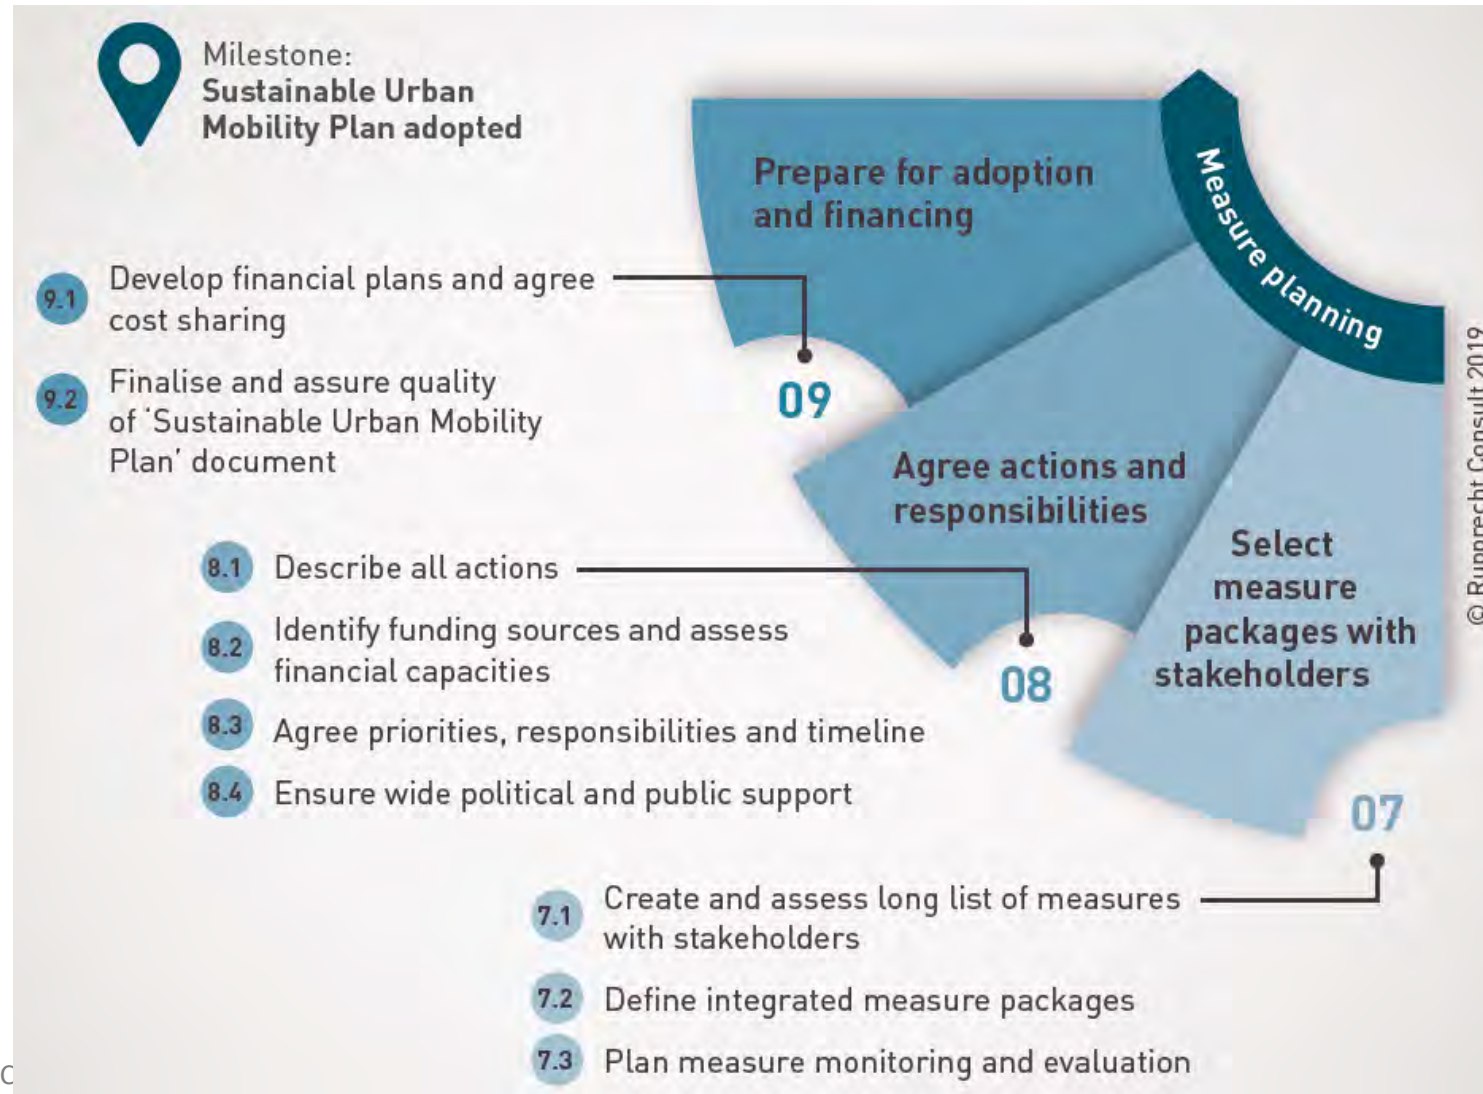 Milestone:
Sustainable Urban
Mobility Plan adopted
Measure planning
Prepare for adoption
and financing
9.1 Develop financial plans and agree
cost sharing
9.2 Finalise and assure quality
of ‘Sustainable Urban Mobility
Plan’ document
09
Agree actions and
responsibilities
8.1 Describe all actions
8.2 Identify funding sources and assess
financial capacities
8.3 Agree priorities, responsibilities and timeline
8.4 Ensure wide political and public support
08
Select
measure
packages with
stakeholders
07
7.1 Create and assess long list of measures
with stakeholders
7.2 Define integrated measure packages
7.3 Plan measure monitoring and evaluation
© Rupprecht Consult 2019